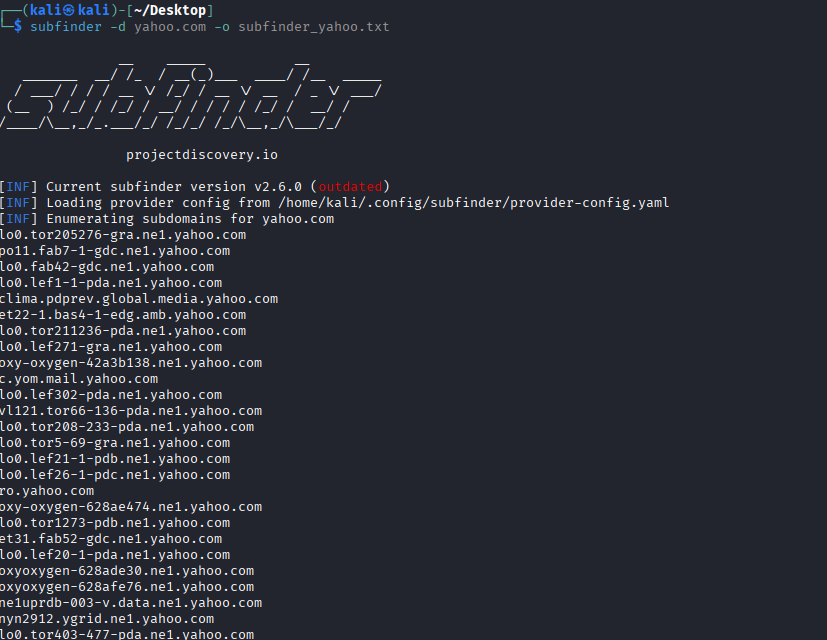 (kali㉿kali)-[~/Desktop]
$ subfinder -d yahoo.com -o subfinder_yahoo.txt
subfinder
projectdiscovery.io
[INF] Current subfinder version v2.6.0 (outdated)
[INF] Loading provider config from /home/kali/.config/subfinder/provider-config.yaml
[INF] Enumerating subdomains for yahoo.com
lo0.tor205276-gra.ne1.yahoo.com
po11.fab7-1-gdc.ne1.yahoo.com
lo0.fab42-gdc.ne1.yahoo.com
lo0.lef1-1-pda.ne1.yahoo.com
clima.pdprev.global.media.yahoo.com
et22-1.bas4-1-edg.amb.yahoo.com
lo0.tor211236-pda.ne1.yahoo.com
lo0.lef271-gra.ne1.yahoo.com
oxy-oxygen-42a3b138.ne1.yahoo.com
c.yom.mail.yahoo.com
lo0.lef302-pda.ne1.yahoo.com
vl121.tor66-136-pda.ne1.yahoo.com
lo0.tor208-233-pda.ne1.yahoo.com
lo0.tor5-69-gra.ne1.yahoo.com
lo0.lef21-1-pdb.ne1.yahoo.com
lo0.lef26-1-pdc.ne1.yahoo.com
ro.yahoo.com
oxy-oxygen-628ae474.ne1.yahoo.com
lo0.tor1273-pdb.ne1.yahoo.com
et31.fab52-gdc.ne1.yahoo.com
lo0.lef20-1-pda.ne1.yahoo.com
oxyoxygen-628ade30.ne1.yahoo.com
oxyoxygen-628afe76.ne1.yahoo.com
ne1uprdb-003-v.data.ne1.yahoo.com
nyn2912.ygrid.ne1.yahoo.com
lo0.tor403-477-pda.ne1.yahoo.com